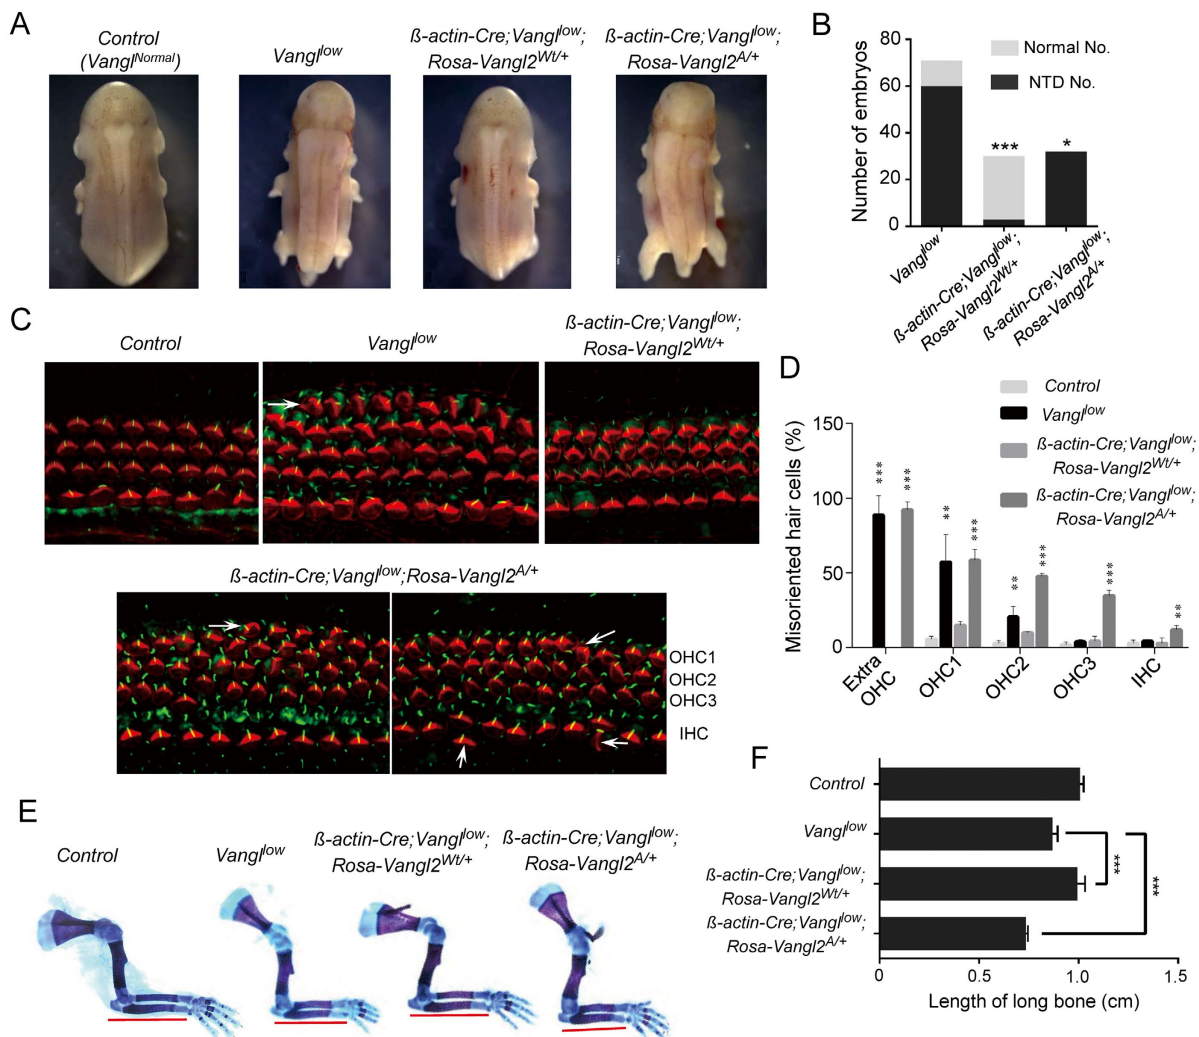 A
Control
(Vangl^Normal)
Vangl^low
ß-actin-Cre;Vangl^low;
Rosa-Vangl2^Wt/+
ß-actin-Cre;Vangl^low;
Rosa-Vangl2^A/+
B
Number of embryos
80
60
40
20
0
Normal No.
NTD No.
***
*
Vangl^low
ß-actin-Cre;Vangl^low;
Rosa-Vangl2^Wt/+
ß-actin-Cre;Vangl^low;
Rosa-Vangl2^A/+
C
Control
Vangl^low
ß-actin-Cre;Vangl^low;
Rosa-Vangl2^Wt/+
ß-actin-Cre;Vangl^low;Rosa-Vangl2^A/+
OHC1
OHC2
OHC3
IHC
D
Control
Vangl^low
ß-actin-Cre;Vangl^low;
Rosa-Vangl2^Wt/+
ß-actin-Cre;Vangl^low;
Rosa-Vangl2^A/+
Misoriented hair cells (%)
150
100
50
0
*** *** ** *** ** *** *** **
Extra
OHC
OHC1
OHC2
OHC3
IHC
E
Control
Vangl^low
ß-actin-Cre;Vangl^low;
Rosa-Vangl2^Wt/+
ß-actin-Cre;Vangl^low;
Rosa-Vangl2^A/+
F
Control
Vangl^low
ß-actin-Cre;Vangl^low;
Rosa-Vangl2^Wt/+
ß-actin-Cre;Vangl^low;
Rosa-Vangl2^A/+
***
***
0 0.5 1.0 1.5
Length of long bone (cm)